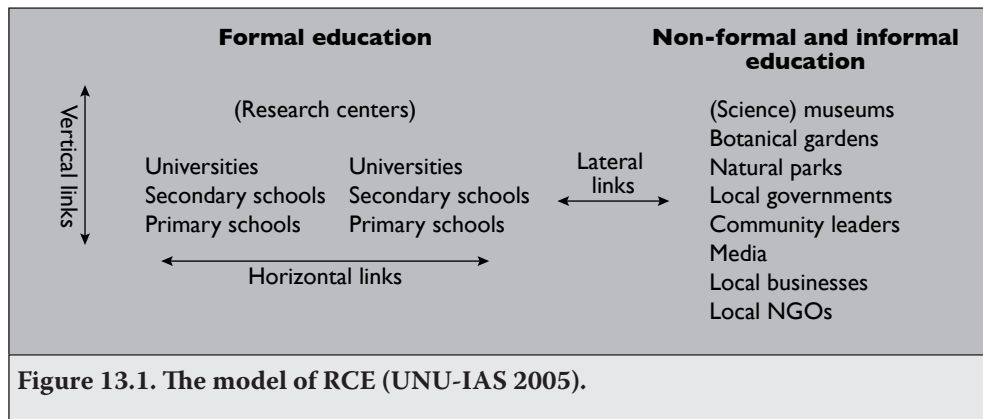 Formal education
Non-formal and informal
education
Vertical links
(Research centers)
Universities
Secondary schools
Primary schools
Universities
Secondary schools
Primary schools
Horizontal links
Lateral
links
(Science) museums
Botanical gardens
Natural parks
Local governments
Community leaders
Media
Local businesses
Local NGOs
Figure 13.1. The model of RCE (UNU-IAS 2005).